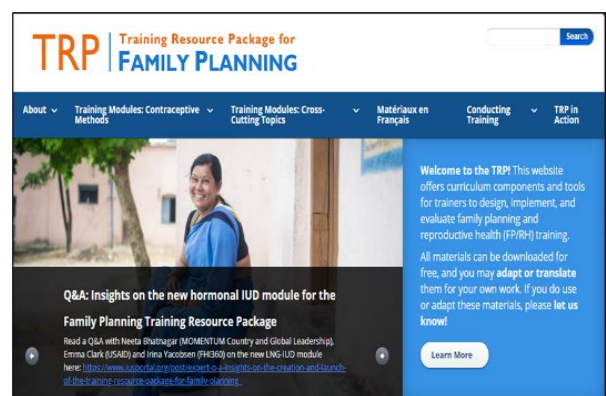 TRP
Training Resource Package for
FAMILY PLANNING
Search
About
Training Modules: Contraceptive
Methods
Training Modules: Cross-
Cutting Topics
Matériaux en
Français
Conducting
Training
TRP in
Action
Q&A: Insights on the new hormonal IUD module for the
Family Planning Training Resource Package
Read a Q&A with Neeta Bhatnagar (MOMENTUM Country and Global Leadership),
Emma Clark (USAID) and Irina Yacobsen (FHI360) on the new LNG-IUD module
here: https://www.iusportal.org/post/expert-q-a-insights-on-the-creation-and-launch-
of-the-training-resource-package-for-family-planning
Welcome to the TRP! This website
offers curriculum components and tools
for trainers to design, implement, and
evaluate family planning and
reproductive health (FP/RH) training.
All materials can be downloaded for
free, and you may adapt or translate
them for your own work. If you do use
or adapt these materials, please let us
know!
Learn More